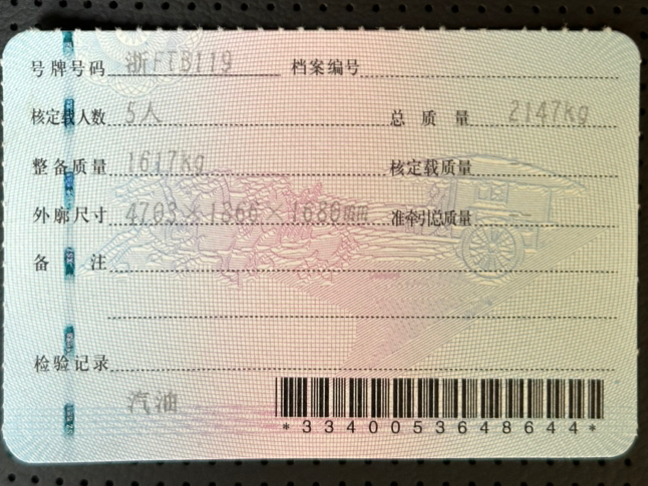 号牌号码 浙FTB119 档案编号
核定载人数 5人 总质量 2147kg
整备质量 1617kg 核定载质量
外廓尺寸 4703×1866×1680mm 准牵引总质量
备注
检验记录
汽油
*3340053648644*